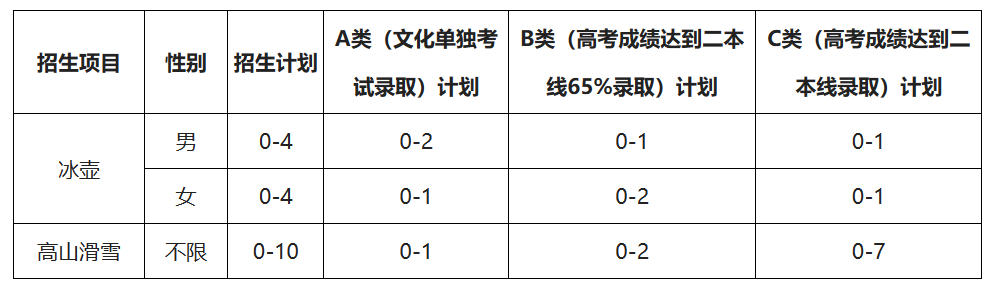 招生项目 性别 招生计划 A类（文化单独考试录取）计划 B类（高考成绩达到二本线65%录取）计划 C类（高考成绩达到二本线录取）计划
冰壶 男 0-4 0-2 0-1 0-1
女 0-4 0-1 0-2 0-1
高山滑雪 不限 0-10 0-1 0-2 0-7